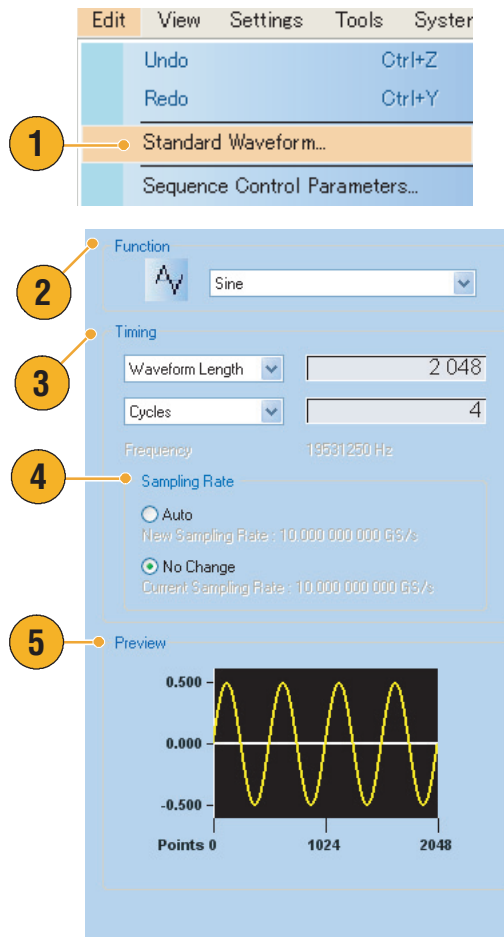 Edit View Settings Tools System
Undo Ctrl+Z
Redo Ctrl+Y
1 Standard Waveform...
Sequence Control Parameters...
2 Function
Sine
3 Timing
Waveform Length 2 048
Cycles 4
Frequency 19531250 Hz
4 Sampling Rate
Auto
New Sampling Rate : 10.000 000 000 GS/s
No Change
Current Sampling Rate : 10.000 000 000 GS/s
5 Preview
0.500
0.000
-0.500
Points 0 1024 2048